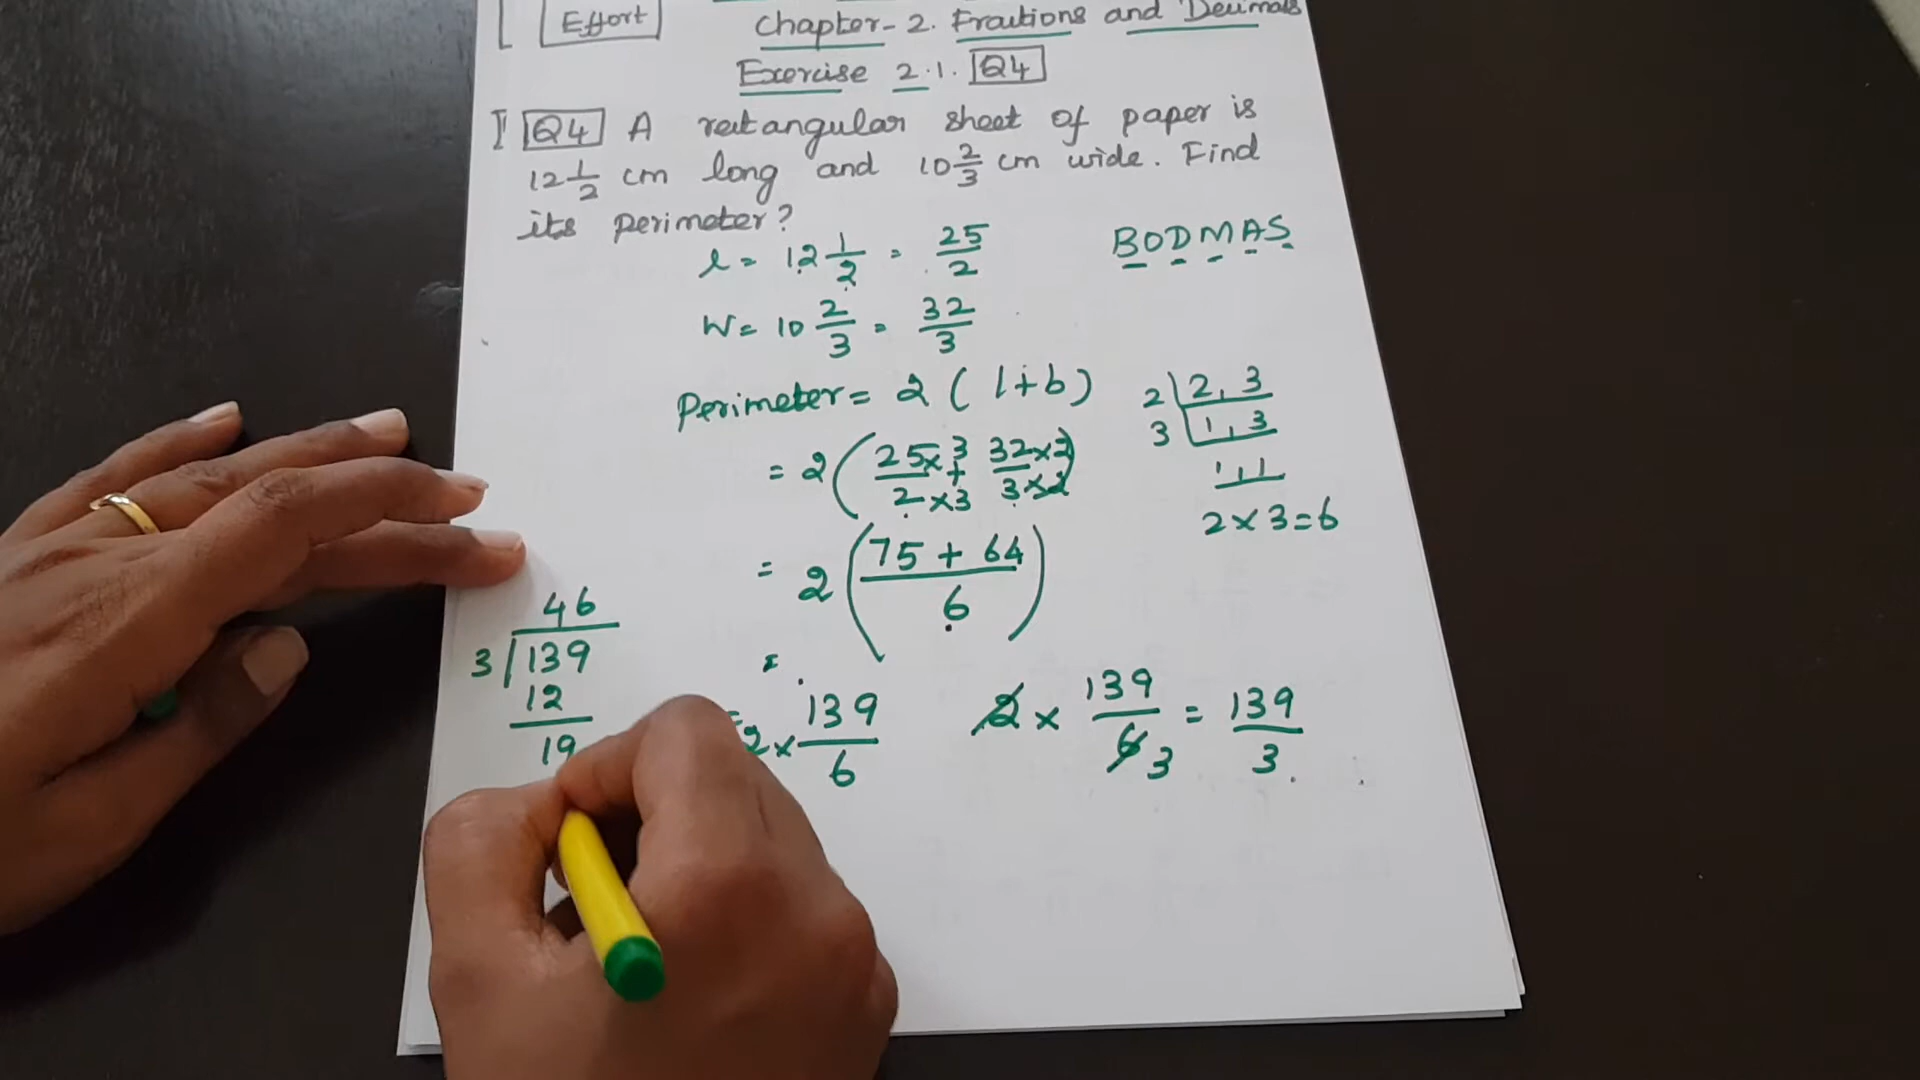 Effort
Chapter-2. Fractions and Decimals
Exercise 2.1. Q4
Q4 A rectangular sheet of paper is
12 1/2 cm long and 10 2/3 cm wide. Find
its perimeter?
BODMAS
l = 12 1/2 = 25/2
W = 10 2/3 = 32/3
Perimeter = 2 ( l+b )
2 | 2, 3
3 | 1, 3
1, 1
2 × 3 = 6
= 2 ( 25×3/2×3 + 32×2/3×2 )
= 2 ( 75 + 64 / 6 )
46
3 | 139
12
19
=
= 2 × 139/6
2 × 139/6 3 = 139/3